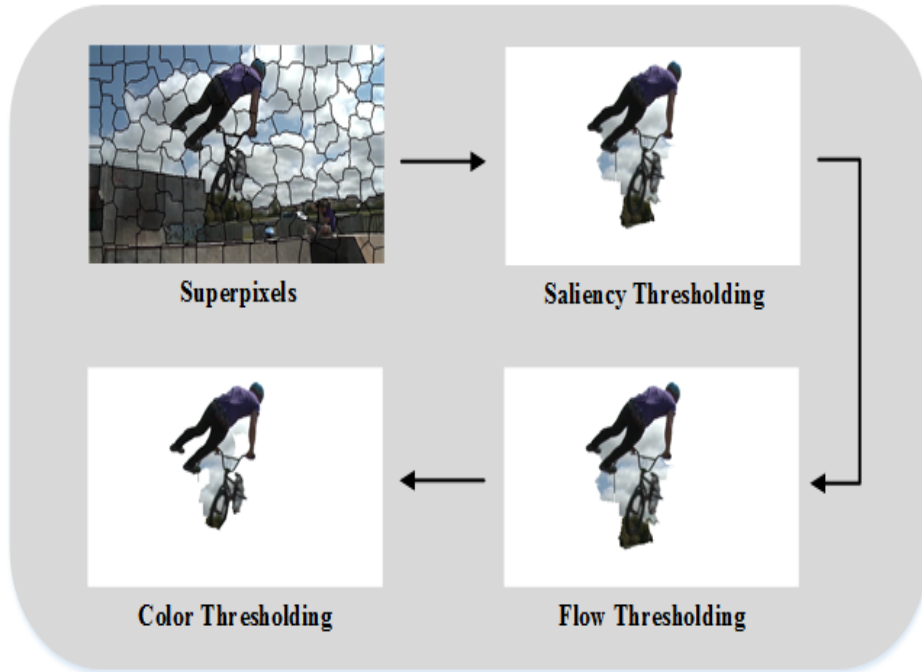 Superpixels
Saliency Thresholding
Color Thresholding
Flow Thresholding